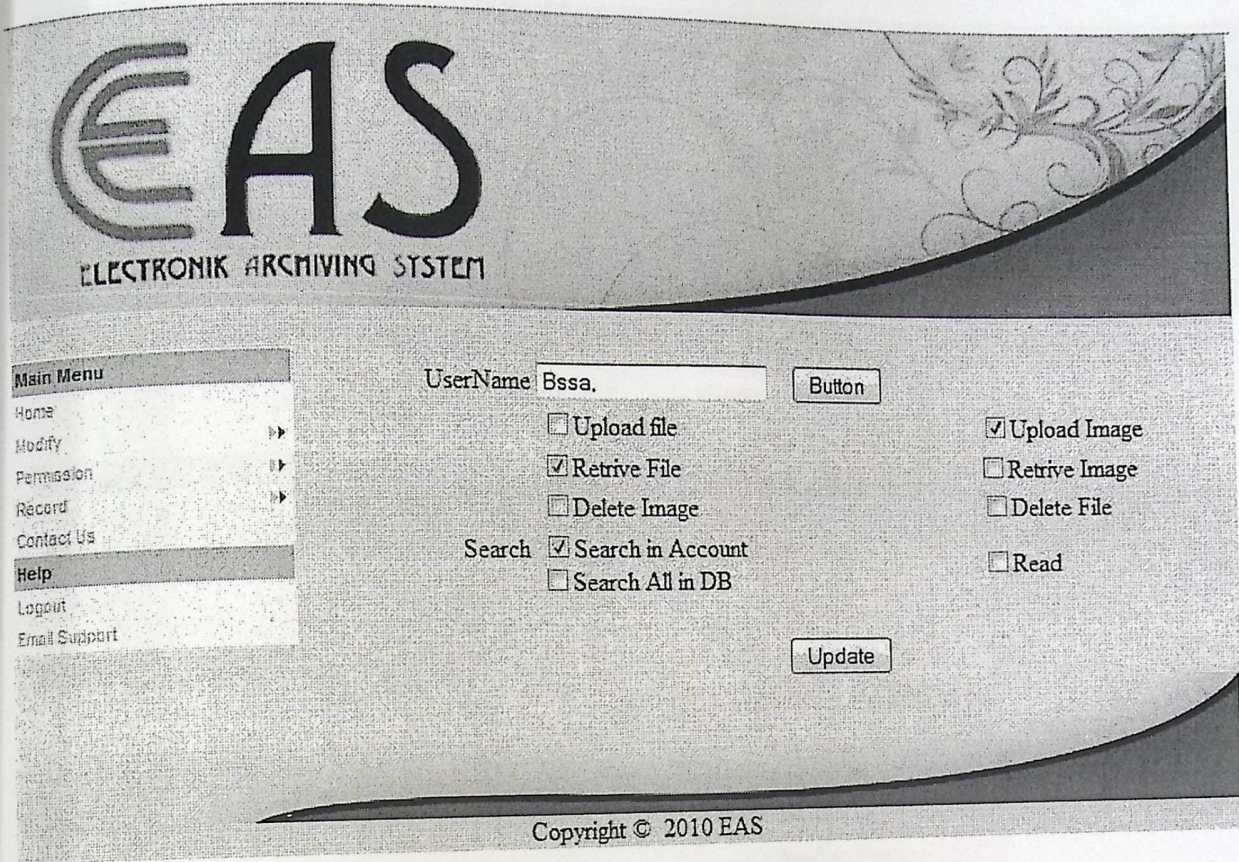 EAS
ELECTRONIK ARCHIVING SYSTEM
Main Menu
Home
Modify
Permission
Record
Contact Us
Help
Logout
Email Support
UserName Bssa, Button
Upload file Upload Image
Retrive File Retrive Image
Delete Image Delete File
Search Search in Account Read
Search All in DB
Update
Copyright © 2010 EAS